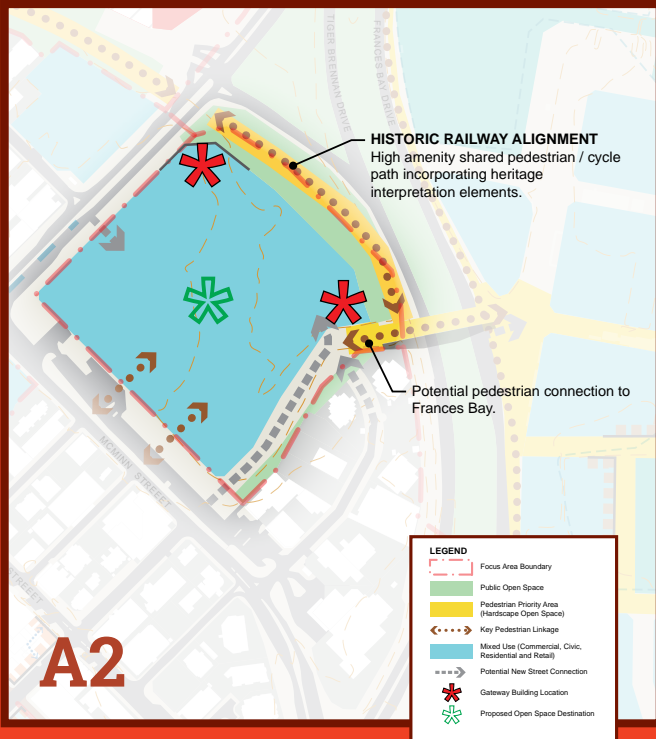 TIGER BRENNAN DRIVE
FRANCES BAY DRIVE
HISTORIC RAILWAY ALIGNMENT
High amenity shared pedestrian / cycle
path incorporating heritage
interpretation elements.
Potential pedestrian connection to
Frances Bay.
MCMINN STREET
STREET
A2
LEGEND
Focus Area Boundary
Public Open Space
Pedestrian Priority Area
(Hardscape Open Space)
Key Pedestrian Linkage
Mixed Use (Commercial, Civic,
Residential and Retail)
Potential New Street Connection
Gateway Building Location
Proposed Open Space Destination